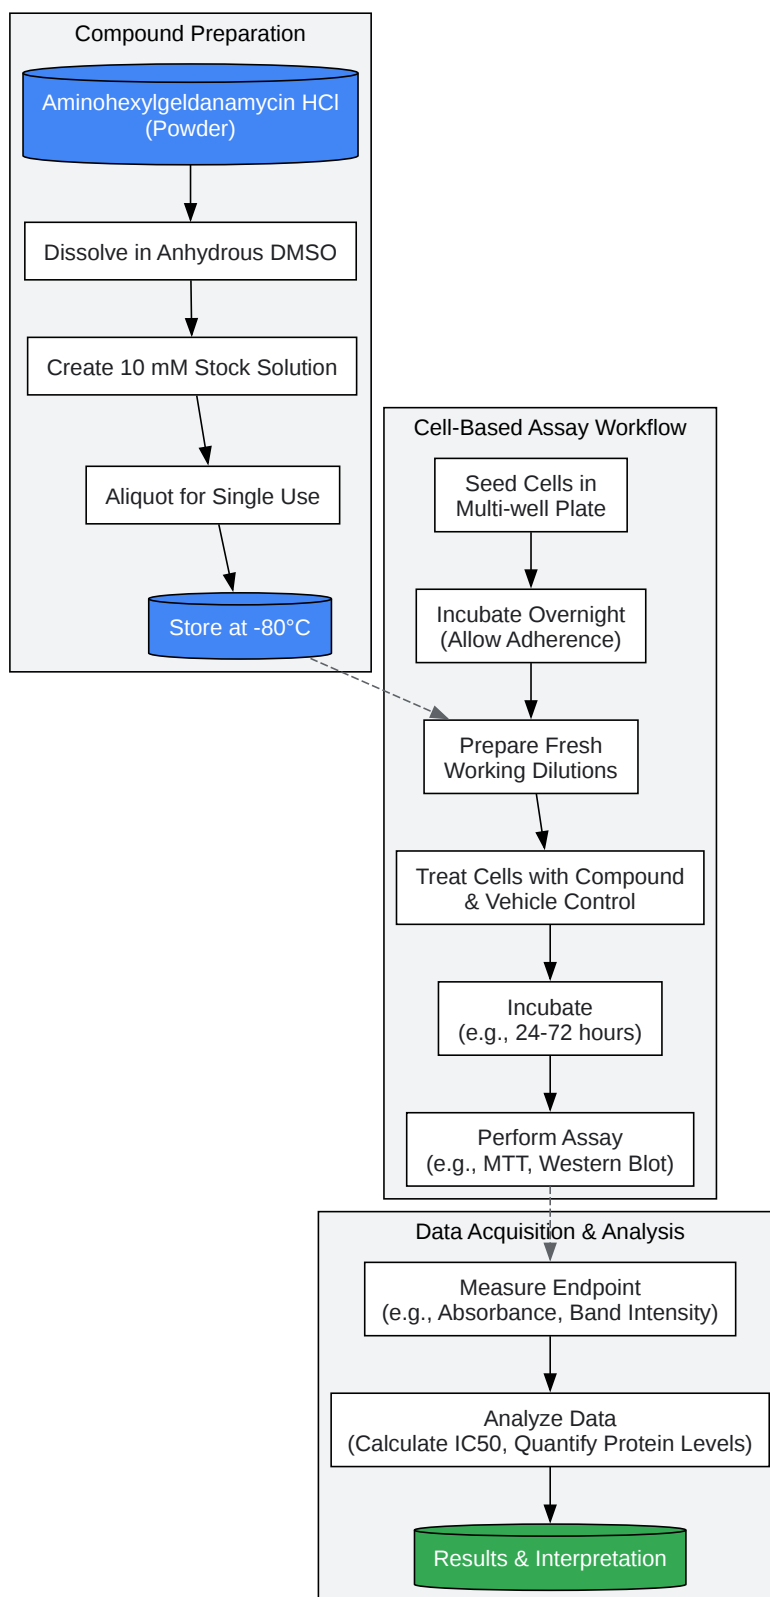 Compound Preparation
Aminohexylgeldanamycin HCl
(Powder)
Dissolve in Anhydrous DMSO
Create 10 mM Stock Solution
Aliquot for Single Use
Store at -80°C
Cell-Based Assay Workflow
Seed Cells in
Multi-well Plate
Incubate Overnight
(Allow Adherence)
Prepare Fresh
Working Dilutions
Treat Cells with Compound
& Vehicle Control
Incubate
(e.g., 24-72 hours)
Perform Assay
(e.g., MTT, Western Blot)
Data Acquisition & Analysis
Measure Endpoint
(e.g., Absorbance, Band Intensity)
Analyze Data
(Calculate IC50, Quantify Protein Levels)
Results & Interpretation